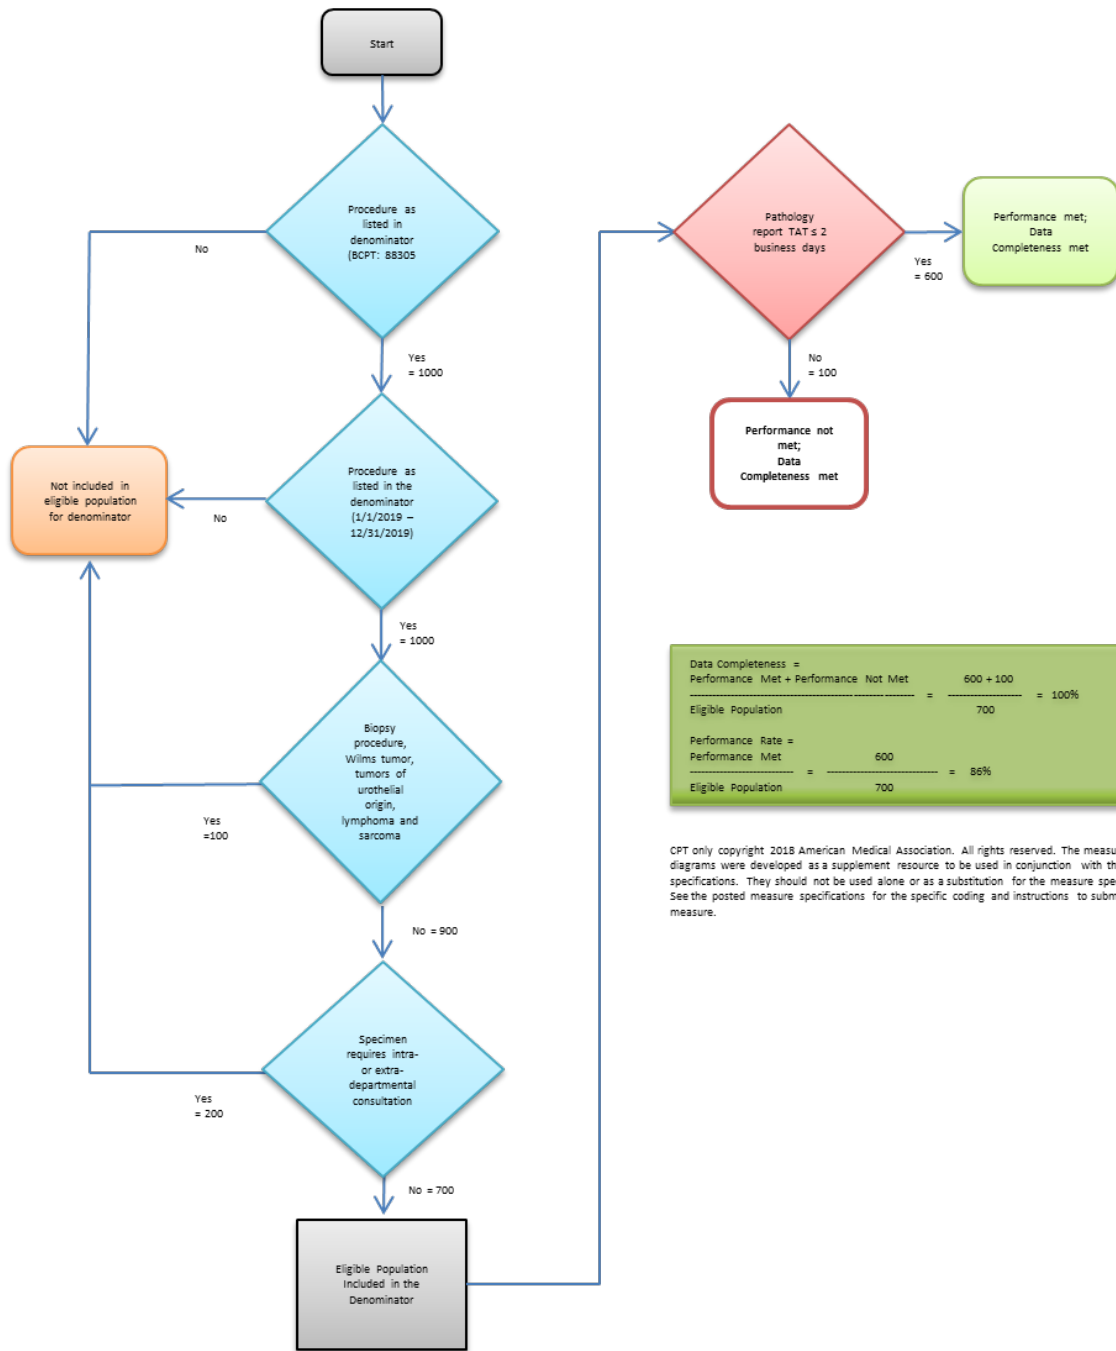 Start
Procedure as
listed in
denominator
(BCPT: 88305
No
Yes
= 1000
Not included in
eligible population
for denominator
Procedure as
listed in the
denominator
(1/1/2019 –
12/31/2019)
No
Yes
= 1000
Biopsy
procedure,
Wilms tumor,
tumors of
urothelial
origin,
lymphoma and
sarcoma
Yes
=100
No = 900
Specimen
requires intra-
or extra-
departmental
consultation
Yes
= 200
No = 700
Eligible Population
Included in the
Denominator
Pathology
report TAT ≤ 2
business days
Yes
= 600
Performance met;
Data
Completeness met
No
= 100
Performance not
met;
Data
Completeness met
Data Completeness =
Performance Met + Performance Not Met 600 + 100
---------------------------------------- = -------------------- = 100%
Eligible Population 700
Performance Rate =
Performance Met 600
-------------------------- = ---------------------------- = 86%
Eligible Population 700
CPT only copyright 2018 American Medical Association. All rights reserved. The measu
diagrams were developed as a supplement resource to be used in conjunction with th
specifications. They should not be used alone or as a substitution for the measure spe
See the posted measure specifications for the specific coding and instructions to subm
measure.